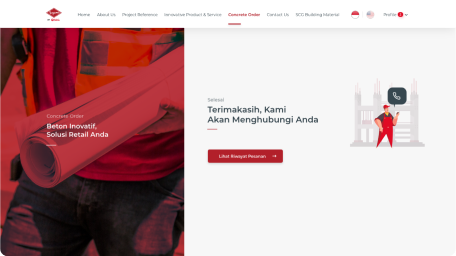 Home
About Us
Project Reference
Innovative Product & Service
Concrete Order
Contact Us
SCG Building Material
Profile
Concrete Order
Beton Inovatif,
Solusi Retail Anda
Selesai
Terimakasih, Kami
Akan Menghubungi Anda
Lihat Riwayat Pesanan